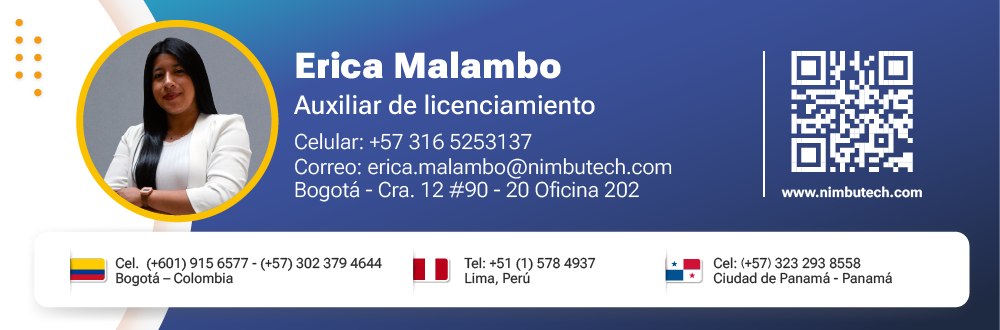 Erica Malambo
Auxiliar de licenciamiento
Celular: +57 316 5253137
Correo: erica.malambo@nimbutech.com
Bogotá - Cra. 12 #90 - 20 Oficina 202
www.nimbutech.com
Cel. (+601) 915 6577 - (+57) 302 379 4644
Bogotá – Colombia
Tel: +51 (1) 578 4937
Lima, Perú
Cel: (+57) 323 293 8558
Ciudad de Panamá - Panamá